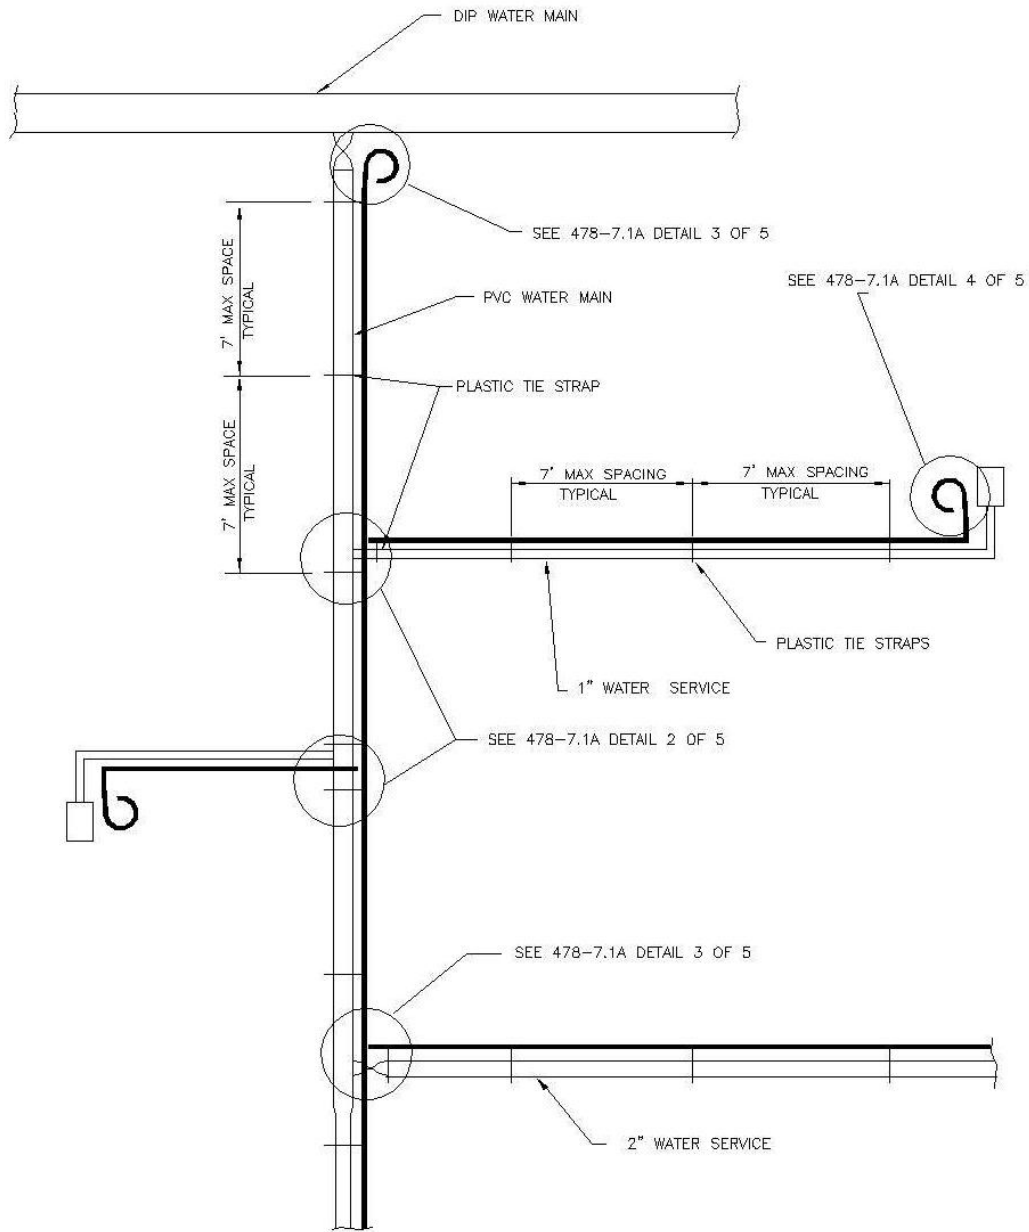 DIP WATER MAIN
SEE 478-7.1A DETAIL 3 OF 5
SEE 478-7.1A DETAIL 4 OF 5
7' MAX SPACE
TYPICAL
PVC WATER MAIN
PLASTIC TIE STRAP
7' MAX SPACE
TYPICAL
7' MAX SPACING
TYPICAL
7' MAX SPACING
TYPICAL
PLASTIC TIE STRAPS
1" WATER SERVICE
SEE 478-7.1A DETAIL 2 OF 5
SEE 478-7.1A DETAIL 3 OF 5
2" WATER SERVICE